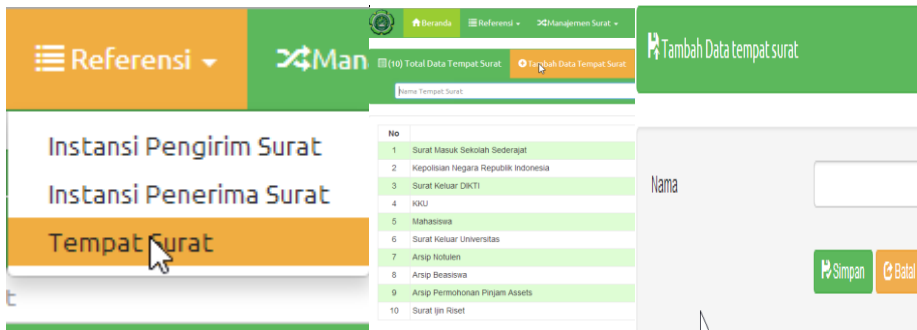 Referensi
Man
Instansi Pengirim Surat
Instansi Penerima Surat
Tempat Surat
t
Beranda Referensi Manajemen Surat
(10) Total Data Tempat Surat Tambah Data Tempat Surat
Nama Tempat Surat
No
1 Surat Masuk Sekolah Sederajat
2 Kepolisian Negara Republik Indonesia
3 Surat Keluar DIKTI
4 KKU
5 Mahasiswa
6 Surat Keluar Universitas
7 Arsip Notulen
8 Arsip Beasiswa
9 Arsip Permohonan Pinjam Assets
10 Surat Ijin Riset
Tambah Data tempat surat
Nama
Simpan Batal